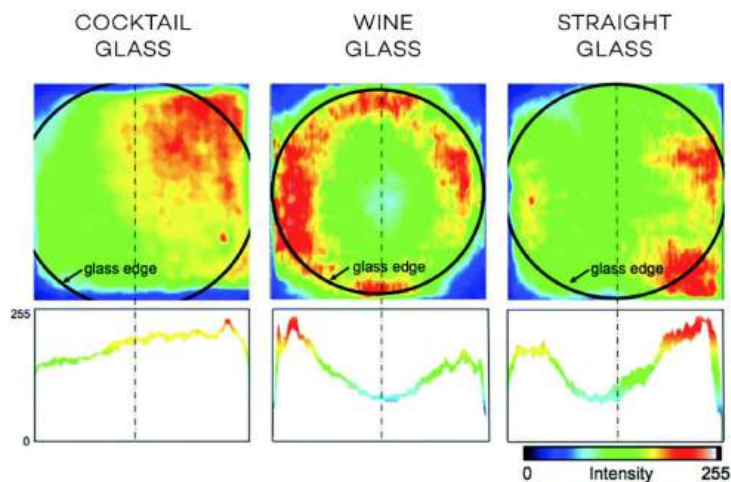 COCKTAIL
GLASS
WINE
GLASS
STRAIGHT
GLASS
glass edge
glass edge
glass edge
255
0
0 Intensity 255